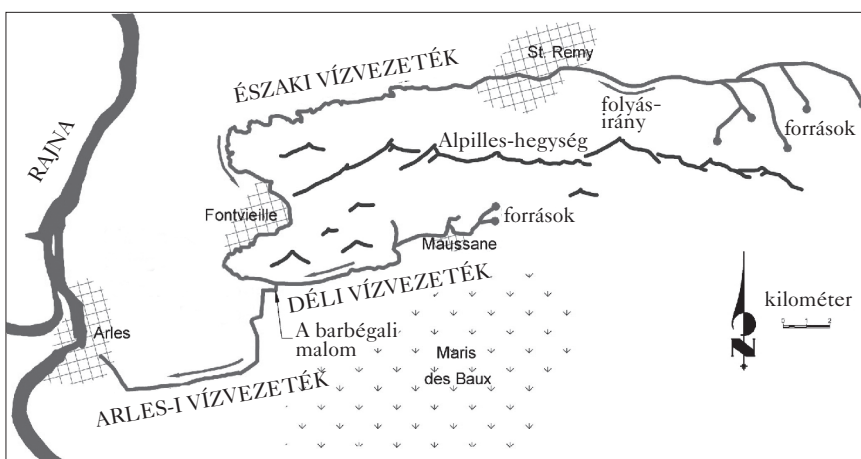 St. Remy
ÉSZAKI VÍZVEZETÉK
folyás-
irány
források
Alpilles-hegység
RAJNA
Fontvieille
források
Maussane
DÉLI VÍZVEZETÉK
kilométer
Arles
A barbégali
malom
Maris
des Baux
N
ARLES-I VÍZVEZETÉK